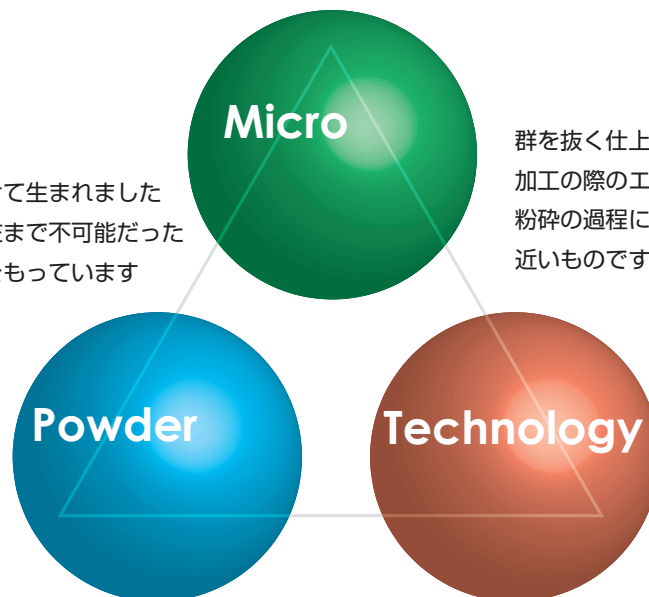 Micro
て生まれました
まで不可能だった
もっています
群を抜く仕上
加工の際のエ
粉砕の過程に
近いものです
Powder
Technology